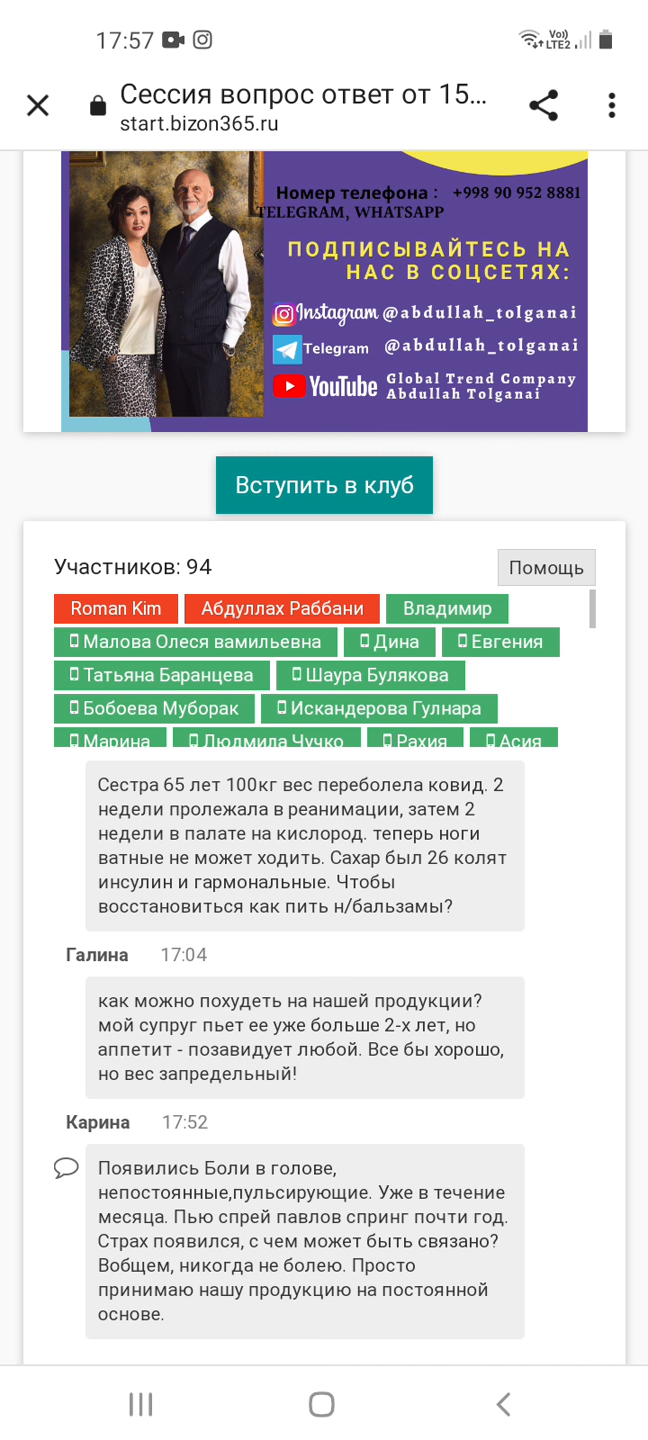 17:57
Vo)) LTE2
Сессия вопрос ответ от 15...
start.bizon365.ru
Номер телефона : +998 90 952 8881
TELEGRAM, WHATSAPP
ПОДПИСЫВАЙТЕСЬ НА
НАС В СОЦСЕТЯХ:
Instagram @abdullah_tolganai
Telegram @abdullah_tolganai
YouTube Global Trend Company
Abdullah Tolganai
Вступить в клуб
Участников: 94
Помощь
Roman Kim Абдуллах Раббани Владимир
Малова Олеся вамильевна Дина Евгения
Татьяна Баранцева Шаура Булякова
Бобоева Муборак Искандерова Гулнара
Марина Людмила Чучко Рахия Асия
Сестра 65 лет 100кг вес переболела ковид. 2
недели пролежала в реанимации, затем 2
недели в палате на кислород. теперь ноги
ватные не может ходить. Сахар был 26 колят
инсулин и гармональные. Чтобы
восстановиться как пить н/бальзамы?
Галина 17:04
как можно похудеть на нашей продукции?
мой супруг пьет ее уже больше 2-х лет, но
аппетит - позавидует любой. Все бы хорошо,
но вес запредельный!
Карина 17:52
Появились Боли в голове,
непостоянные,пульсирующие. Уже в течение
месяца. Пью спрей павлов спринг почти год.
Страх появился, с чем может быть связано?
Вобщем, никогда не болею. Просто
принимаю нашу продукцию на постоянной
основе.